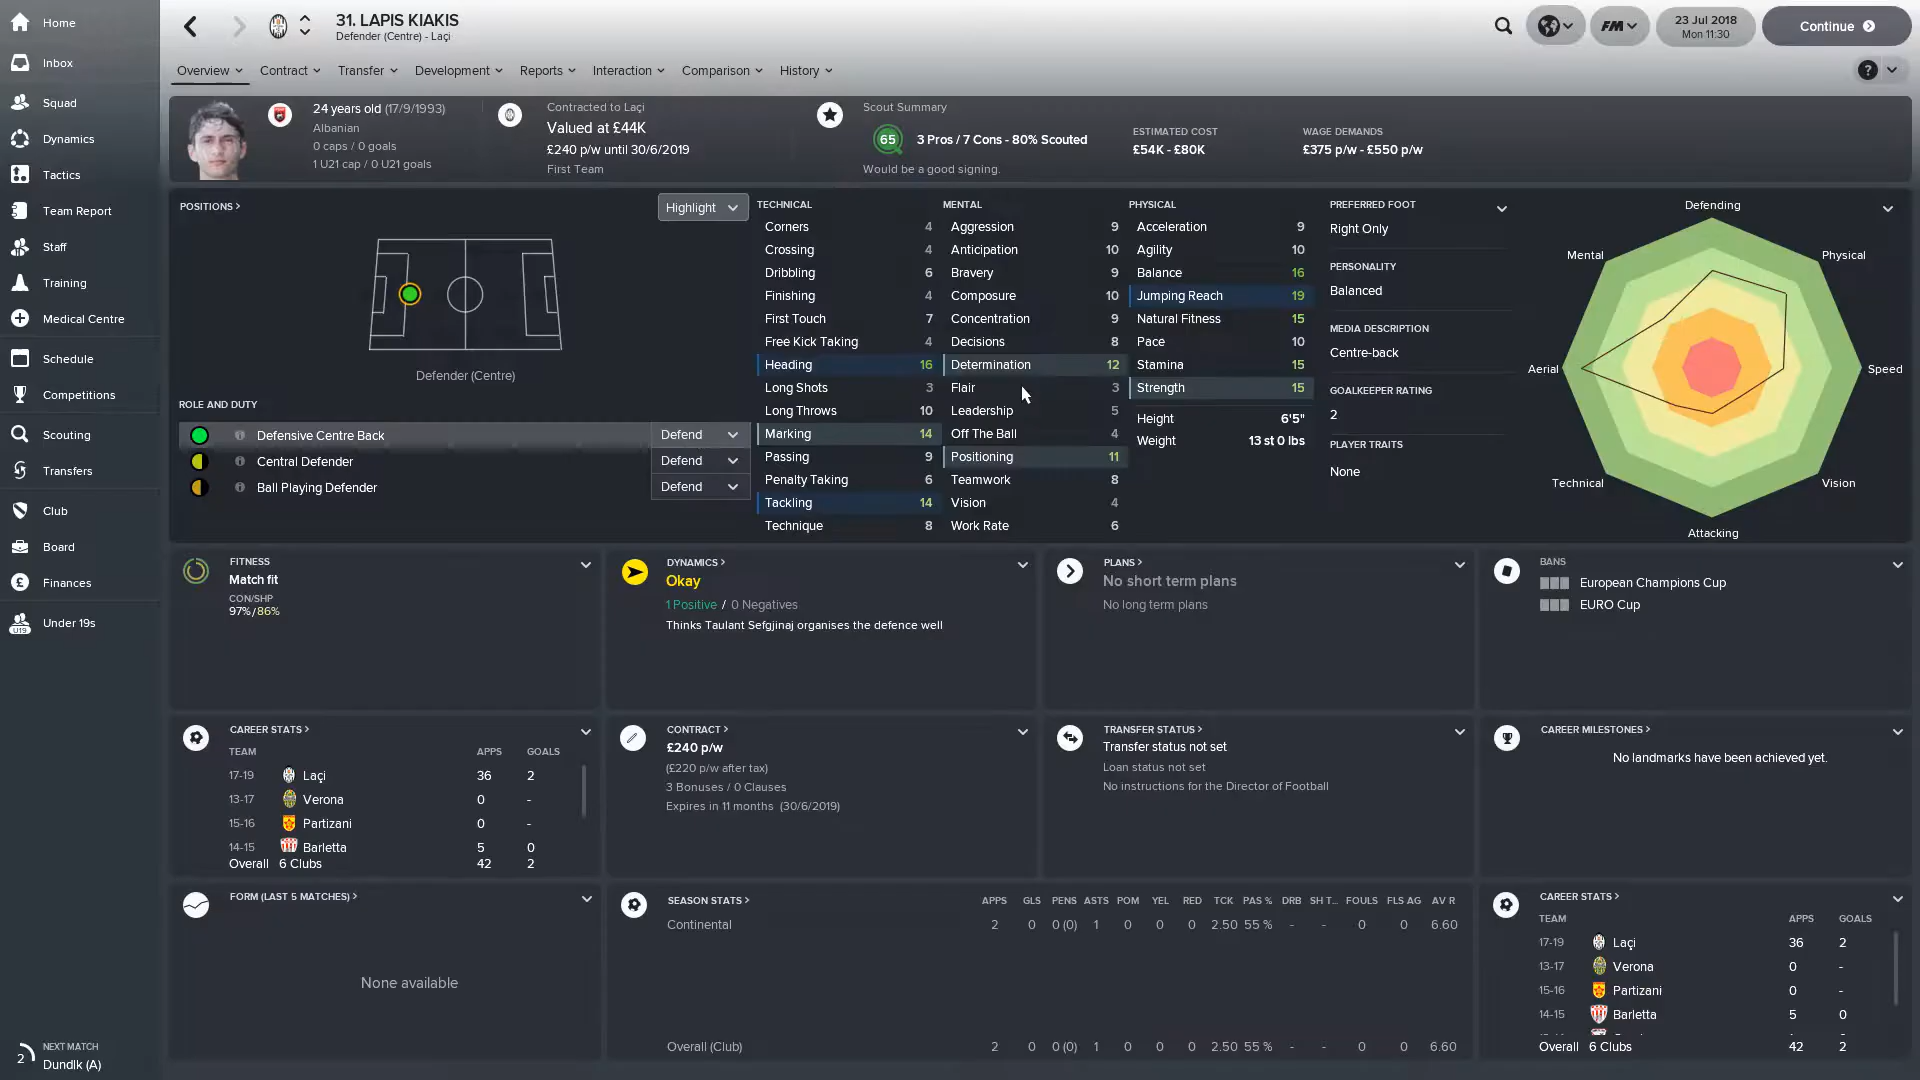 Home
Inbox
Squad
Dynamics
Tactics
Team Report
Staff
Training
Medical Centre
Schedule
Competitions
Scouting
Transfers
Club
Board
Finances
U19
Under 19s
2
NEXT MATCH
Dundlk (A)
31. LAPIS KIAKIS
Defender (Centre) - Laçi
FM
23 Jul 2018
Mon 11:30
Continue
Overview
Contract
Transfer
Development
Reports
Interaction
Comparison
History
?
24 years old (17/9/1993)
Albanian
0 caps / 0 goals
1 U21 cap / 0 U21 goals
Contracted to Laçi
Valued at £44K
£240 p/w until 30/6/2019
First Team
Scout Summary
65
3 Pros / 7 Cons - 80% Scouted
Would be a good signing.
ESTIMATED COST
£54K - £80K
WAGE DEMANDS
£375 p/w - £550 p/w
POSITIONS >
Highlight
Defender (Centre)
ROLE AND DUTY
Defensive Centre Back Defend
Central Defender Defend
Ball Playing Defender Defend
TECHNICAL
Corners 4
Crossing 4
Dribbling 6
Finishing 4
First Touch 7
Free Kick Taking 4
Heading 16
Long Shots 3
Long Throws 10
Marking 14
Passing 9
Penalty Taking 6
Tackling 14
Technique 8
MENTAL
Aggression 9
Anticipation 10
Bravery 9
Composure 10
Concentration 9
Decisions 8
Determination 12
Flair 3
Leadership 5
Off The Ball 4
Positioning 11
Teamwork 8
Vision 4
Work Rate 6
PHYSICAL
Acceleration 9
Agility 10
Balance 16
Jumping Reach 19
Natural Fitness 15
Pace 10
Stamina 15
Strength 15
Height 6'5"
Weight 13 st 0 lbs
PREFERRED FOOT
Right Only
PERSONALITY
Balanced
MEDIA DESCRIPTION
Centre-back
GOALKEEPER RATING
2
PLAYER TRAITS
None
Defending
Physical
Speed
Vision
Attacking
Technical
Aerial
Mental
FITNESS
Match fit
CON/SHP
97%/86%
DYNAMICS >
Okay
1 Positive / 0 Negatives
Thinks Taulant Sefgjinaj organises the defence well
PLANS >
No short term plans
No long term plans
BANS
European Champions Cup
EURO Cup
CAREER STATS >
TEAM APPS GOALS
17-19 Laçi 36 2
13-17 Verona 0 -
15-16 Partizani 0 -
14-15 Barletta 5 0
Overall 6 Clubs 42 2
CONTRACT >
£240 p/w
(£220 p/w after tax)
3 Bonuses / 0 Clauses
Expires in 11 months (30/6/2019)
TRANSFER STATUS >
Transfer status not set
Loan status not set
No instructions for the Director of Football
CAREER MILESTONES >
No landmarks have been achieved yet.
FORM (LAST 5 MATCHES) >
None available
SEASON STATS > APPS GLS PENS ASTS POM YEL RED TCK PAS % DRB SH T... FOULS FLS AG AV R
Continental 2 0 0 (0) 1 0 0 0 2.50 55 % - - 0 0 6.60
Overall (Club) 2 0 0 (0) 1 0 0 0 2.50 55 % - - 0 0 6.60
CAREER STATS >
TEAM APPS GOALS
17-19 Laçi 36 2
13-17 Verona 0 -
15-16 Partizani 0 -
14-15 Barletta 5 0
Overall 6 Clubs 42 2